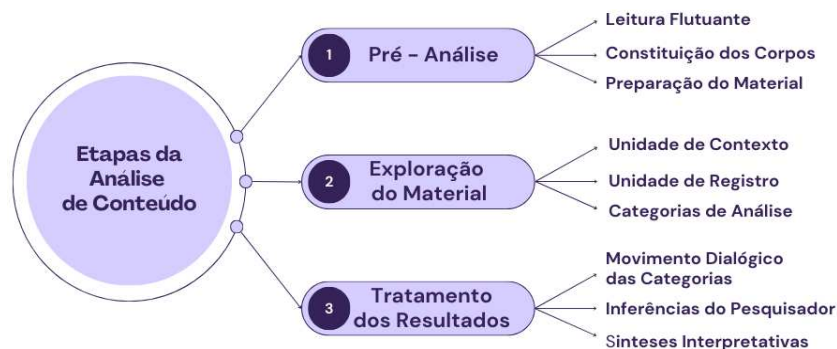 Etapas da
Análise
de Conteúdo
1
Pré - Análise
Leitura Flutuante
Constituição dos Corpos
Preparação do Material
2
Exploração
do Material
Unidade de Contexto
Unidade de Registro
Categorias de Análise
3
Tratamento
dos Resultados
Movimento Dialógico
das Categorias
Inferências do Pesquisador
Sinteses Interpretativas